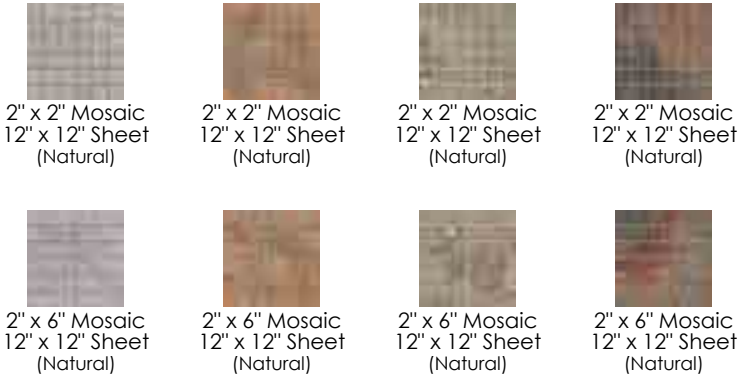 2" x 2" Mosaic
12" x 12" Sheet
(Natural)
2" x 2" Mosaic
12" x 12" Sheet
(Natural)
2" x 2" Mosaic
12" x 12" Sheet
(Natural)
2" x 2" Mosaic
12" x 12" Sheet
(Natural)
2" x 6" Mosaic
12" x 12" Sheet
(Natural)
2" x 6" Mosaic
12" x 12" Sheet
(Natural)
2" x 6" Mosaic
12" x 12" Sheet
(Natural)
2" x 6" Mosaic
12" x 12" Sheet
(Natural)